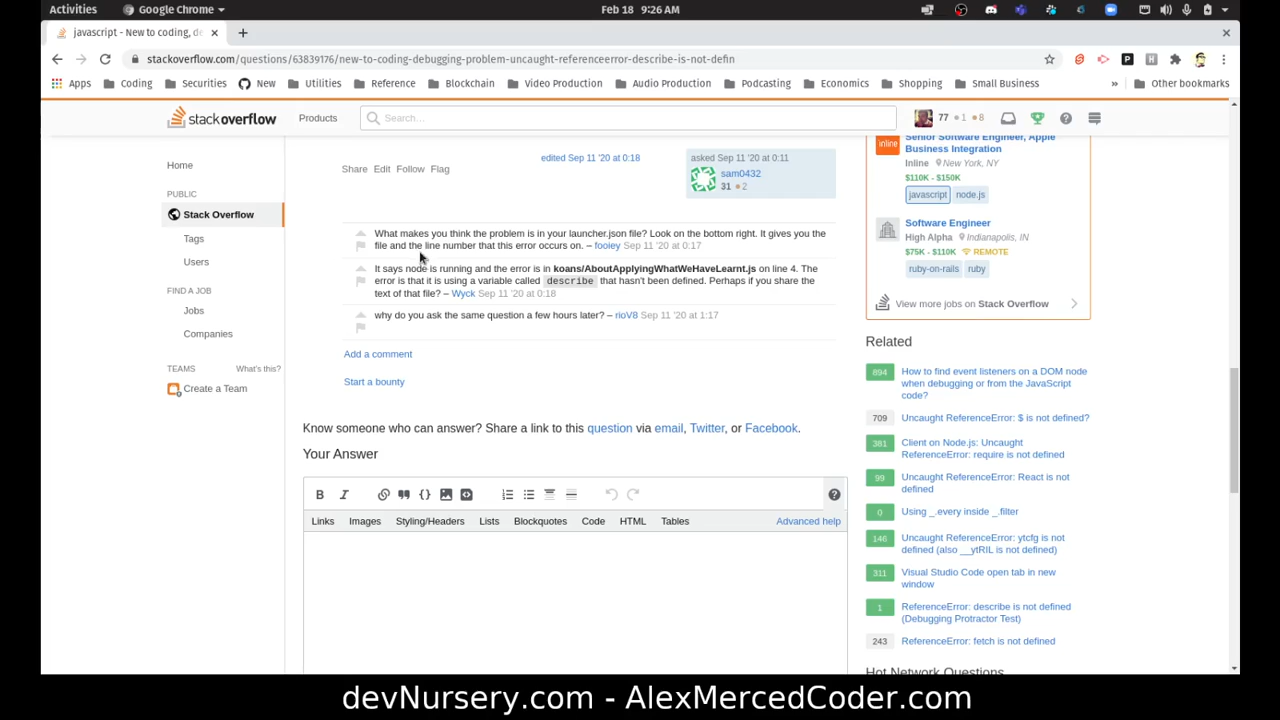 Activities Google Chrome Feb 18 9:26 AM
javascript - New to coding, d
stackoverflow.com/questions/63839176/new-to-coding-debugging-problem-uncaught-referenceerror-describe-is-not-defin
Apps Coding Securities New Utilities Reference Blockchain Video Production Audio Production Podcasting Economics Shopping Small Business » Other bookmarks
stackoverflow Products Search... 77 1 8
Home
PUBLIC
Stack Overflow
Tags
Users
FIND A JOB
Jobs
Companies
TEAMS What's this?
Create a Team
edited Sep 11 '20 at 0:18
asked Sep 11 '20 at 0:11
sam0432
31 2
Share Edit Follow Flag
What makes you think the problem is in your launcher.json file? Look on the bottom right. It gives you the
file and the line number that this error occurs on. – fooiey Sep 11 '20 at 0:17
It says node is running and the error is in koans/AboutApplyingWhatWeHaveLearnt.js on line 4. The
error is that it is using a variable called describe that hasn't been defined. Perhaps if you share the
text of that file? – Wyck Sep 11 '20 at 0:18
why do you ask the same question a few hours later? – rioV8 Sep 11 '20 at 1:17
Add a comment
Start a bounty
Know someone who can answer? Share a link to this question via email, Twitter, or Facebook.
Your Answer
B I
Links Images Styling/Headers Lists Blockquotes Code HTML Tables Advanced help
Senior Software Engineer, Apple
Business Integration
inline
Inline New York, NY
$110K - $150K
javascript node.js
Software Engineer
High Alpha Indianapolis, IN
$75K - $110K REMOTE
ruby-on-rails ruby
View more jobs on Stack Overflow
Related
894 How to find event listeners on a DOM node
when debugging or from the JavaScript
code?
709 Uncaught ReferenceError: $ is not defined?
381 Client on Node.js: Uncaught
ReferenceError: require is not defined
99 Uncaught ReferenceError: React is not
defined
0 Using _.every inside _.filter
146 Uncaught ReferenceError: ytcfg is not
defined (also __ytRIL is not defined)
311 Visual Studio Code open tab in new
window
1 ReferenceError: describe is not defined
(Debugging Protractor Test)
243 ReferenceError: fetch is not defined
Hot Network Questions
devNursery.com - AlexMercedCoder.com